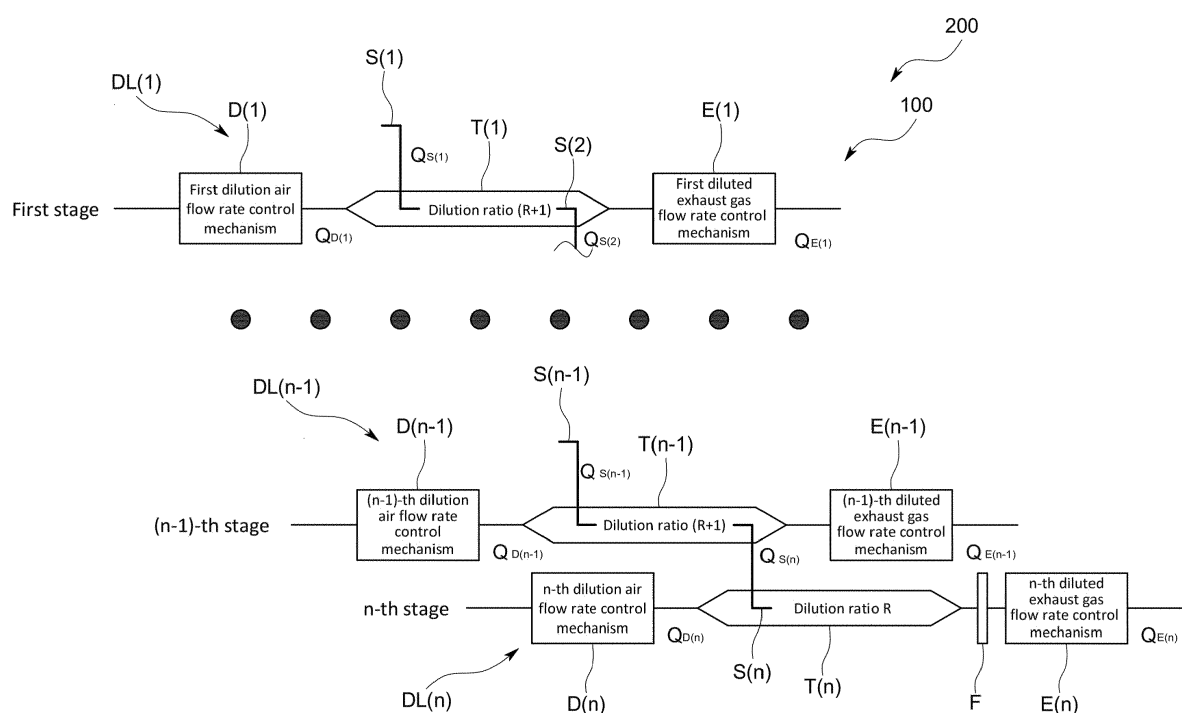 200
S(1)
DL(1)
D(1)
T(1)
S(2)
E(1)
100
QS(1)
First stage
First dilution air
flow rate control
mechanism
QD(1)
Dilution ratio (R+1)
QS(2)
First diluted
exhaust gas
flow rate control
mechanism
QE(1)
S(n-1)
DL(n-1)
D(n-1)
T(n-1)
E(n-1)
Q S(n-1)
(n-1)-th stage
(n-1)-th dilution
air flow rate
control
mechanism
Q D(n-1)
Dilution ratio (R+1)
Q S(n)
(n-1)-th diluted
exhaust gas
flow rate control
mechanism
Q E(n-1)
n-th stage
n-th dilution air
flow rate control
mechanism
QD(n)
Dilution ratio R
n-th diluted
exhaust gas
flow rate control
mechanism
QE(n)
DL(n)
D(n)
S(n)
T(n)
F
E(n)